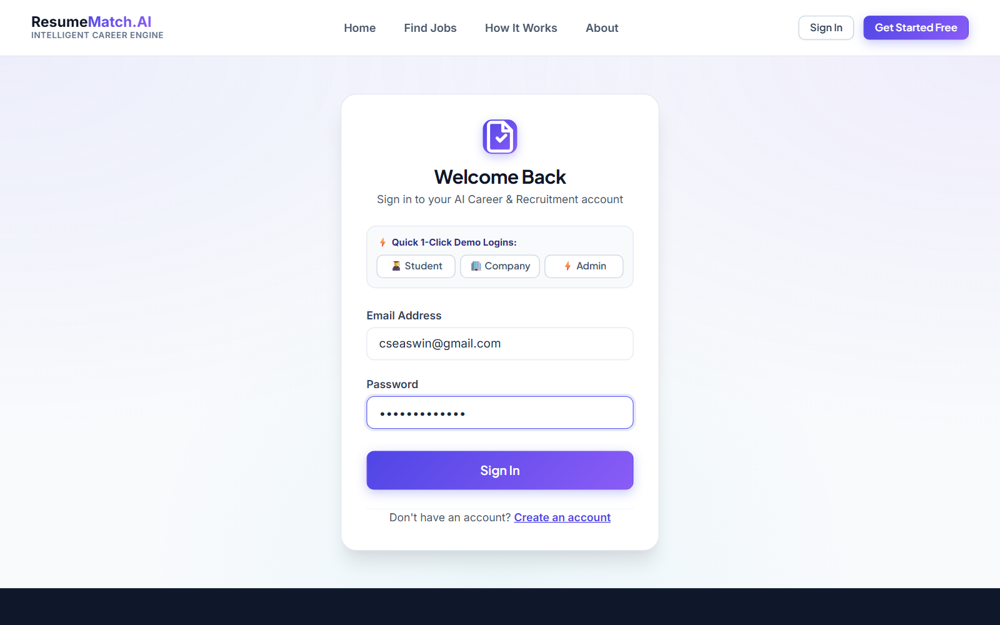 ResumeMatch.AI
INTELLIGENT CAREER ENGINE
Home
Find Jobs
How It Works
About
Sign In
Get Started Free
Welcome Back
Sign in to your AI Career & Recruitment account
Quick 1-Click Demo Logins:
Student
Company
Admin
Email Address
cseaswin@gmail.com
Password
•••••••••••••
Sign In
Don't have an account? Create an account